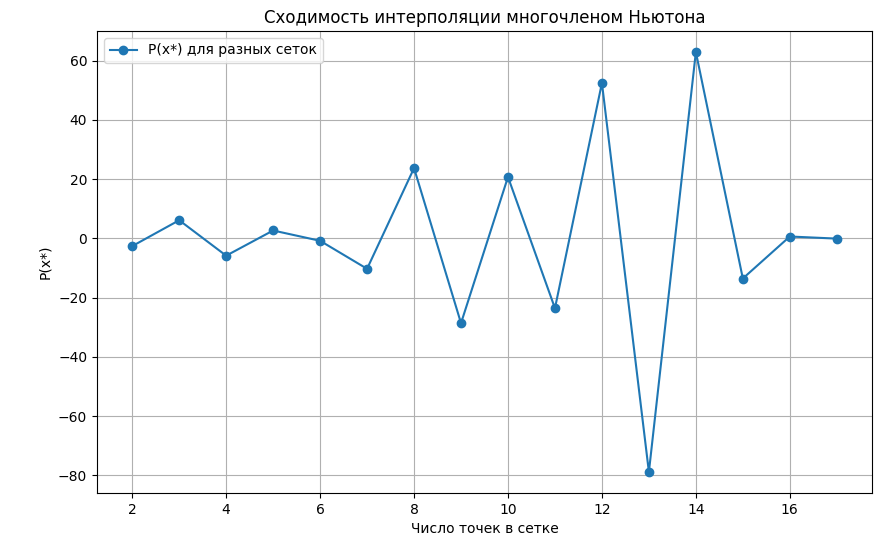 Сходимость интерполяции многочленом Ньютона
P(x*) для разных сеток
60
40
20
0
−20
−40
−60
−80
P(x*)
2 4 6 8 10 12 14 16
Число точек в сетке